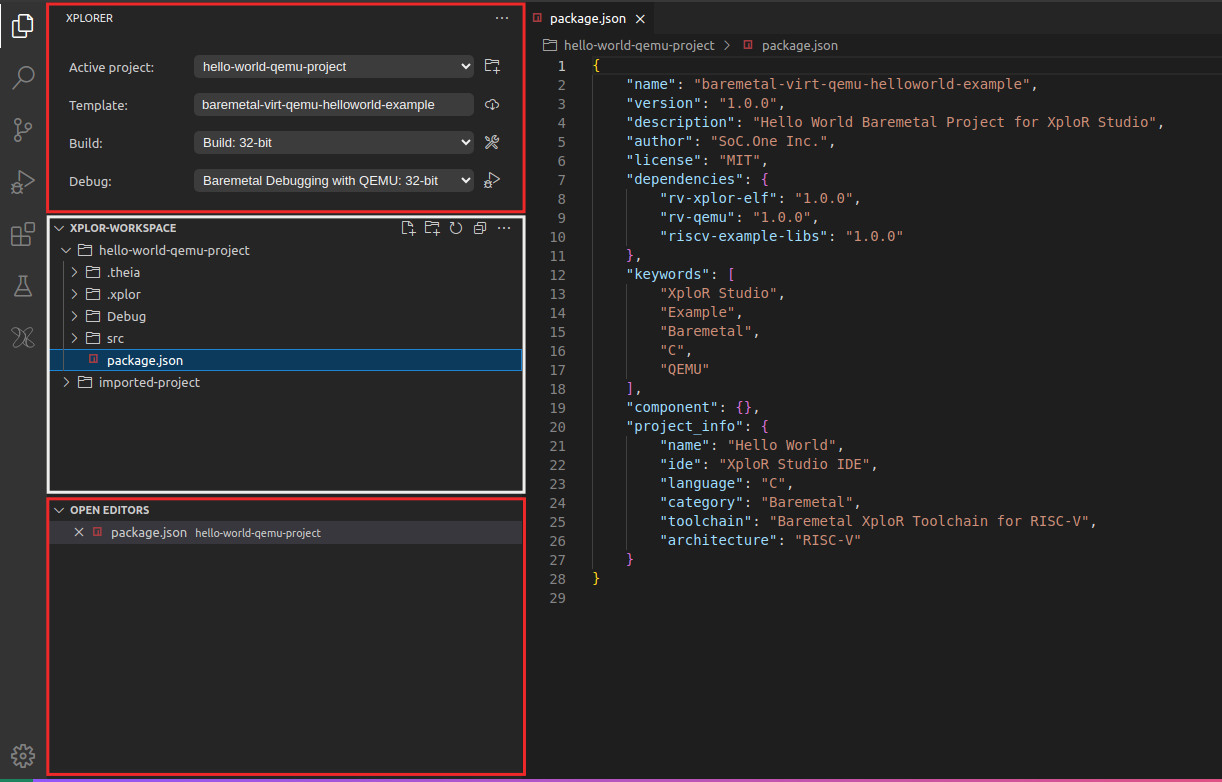 XPLORER
Active project: hello-world-qemu-project
Template: baremetal-virt-qemu-helloworld-example
Build: Build: 32-bit
Debug: Baremetal Debugging with QEMU: 32-bit
XPLOR-WORKSPACE
hello-world-qemu-project
.theia
.xplor
Debug
src
package.json
imported-project
OPEN EDITORS
package.json hello-world-qemu-project
package.json
hello-world-qemu-project > package.json
1 {
2 "name": "baremetal-virt-qemu-helloworld-example",
3 "version": "1.0.0",
4 "description": "Hello World Baremetal Project for XploR Studio",
5 "author": "SoC.One Inc.",
6 "license": "MIT",
7 "dependencies": {
8 "rv-xplor-elf": "1.0.0",
9 "rv-qemu": "1.0.0",
10 "riscv-example-libs": "1.0.0"
11 },
12 "keywords": [
13 "XploR Studio",
14 "Example",
15 "Baremetal",
16 "C",
17 "QEMU"
18 ],
19 "component": {},
20 "project_info": {
21 "name": "Hello World",
22 "ide": "XploR Studio IDE",
23 "language": "C",
24 "category": "Baremetal",
25 "toolchain": "Baremetal XploR Toolchain for RISC-V",
26 "architecture": "RISC-V"
27 }
28 }
29